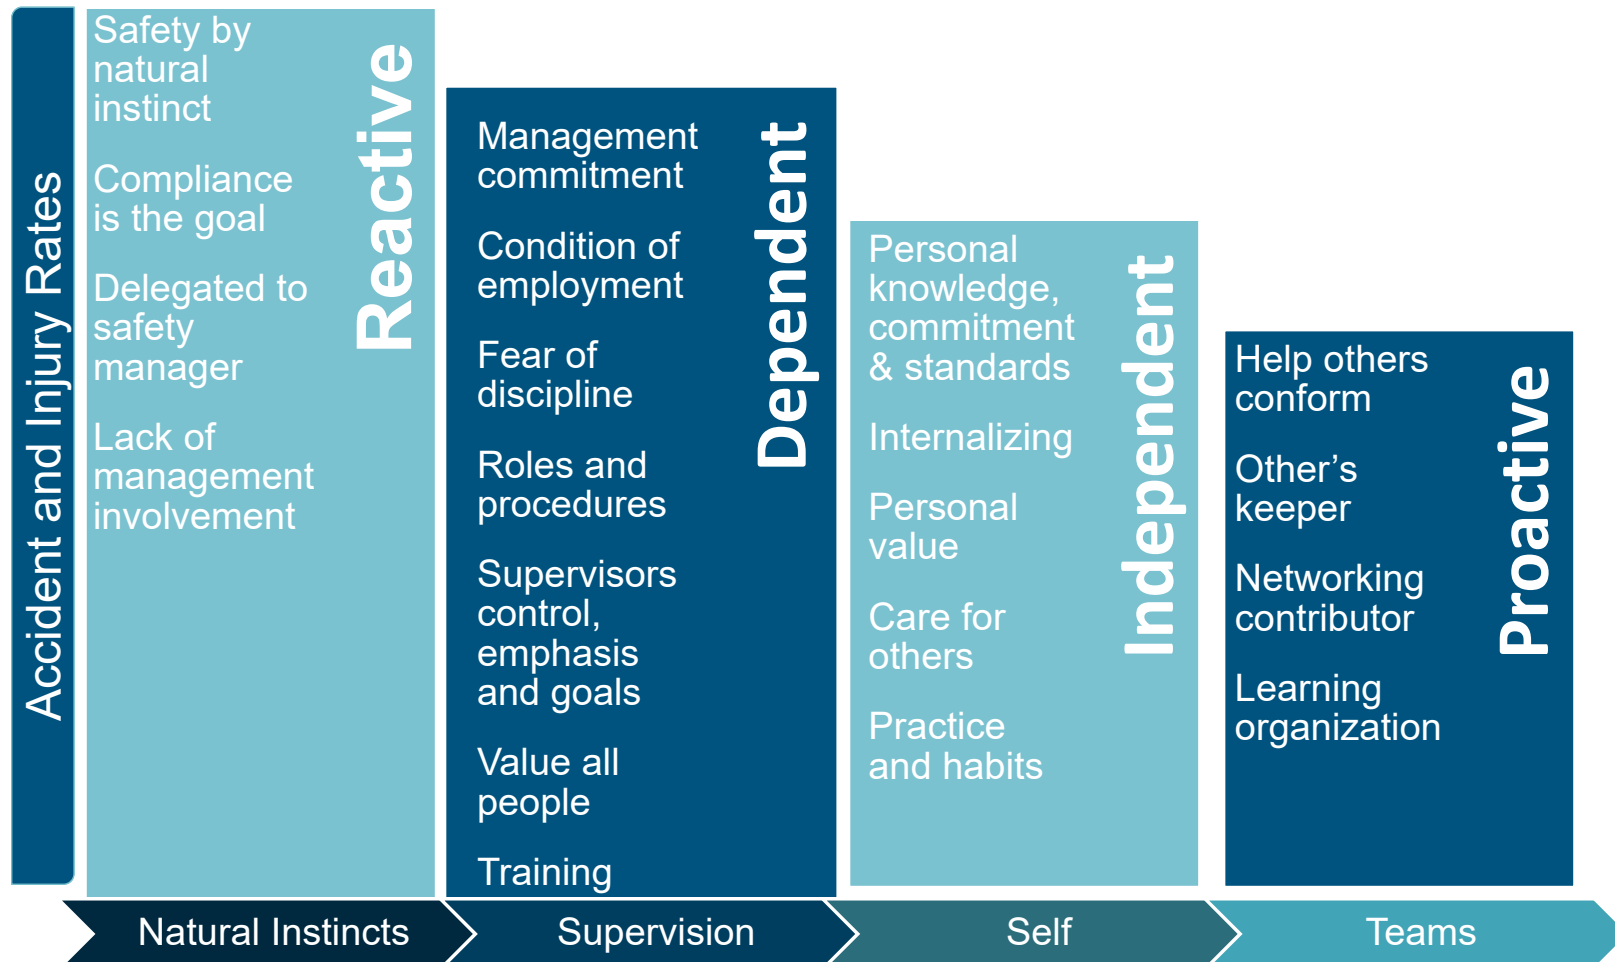 Accident and Injury Rates
Safety by
natural
instinct
Compliance
is the goal
Delegated to
safety
manager
Lack of
management
involvement
Reactive
Management
commitment
Condition of
employment
Fear of
discipline
Roles and
procedures
Supervisors
control,
emphasis
and goals
Value all
people
Training
Dependent
Personal
knowledge,
commitment
& standards
Internalizing
Personal
value
Care for
others
Practice
and habits
Independent
Help others
conform
Other’s
keeper
Networking
contributor
Learning
organization
Proactive
Natural Instincts
Supervision
Self
Teams